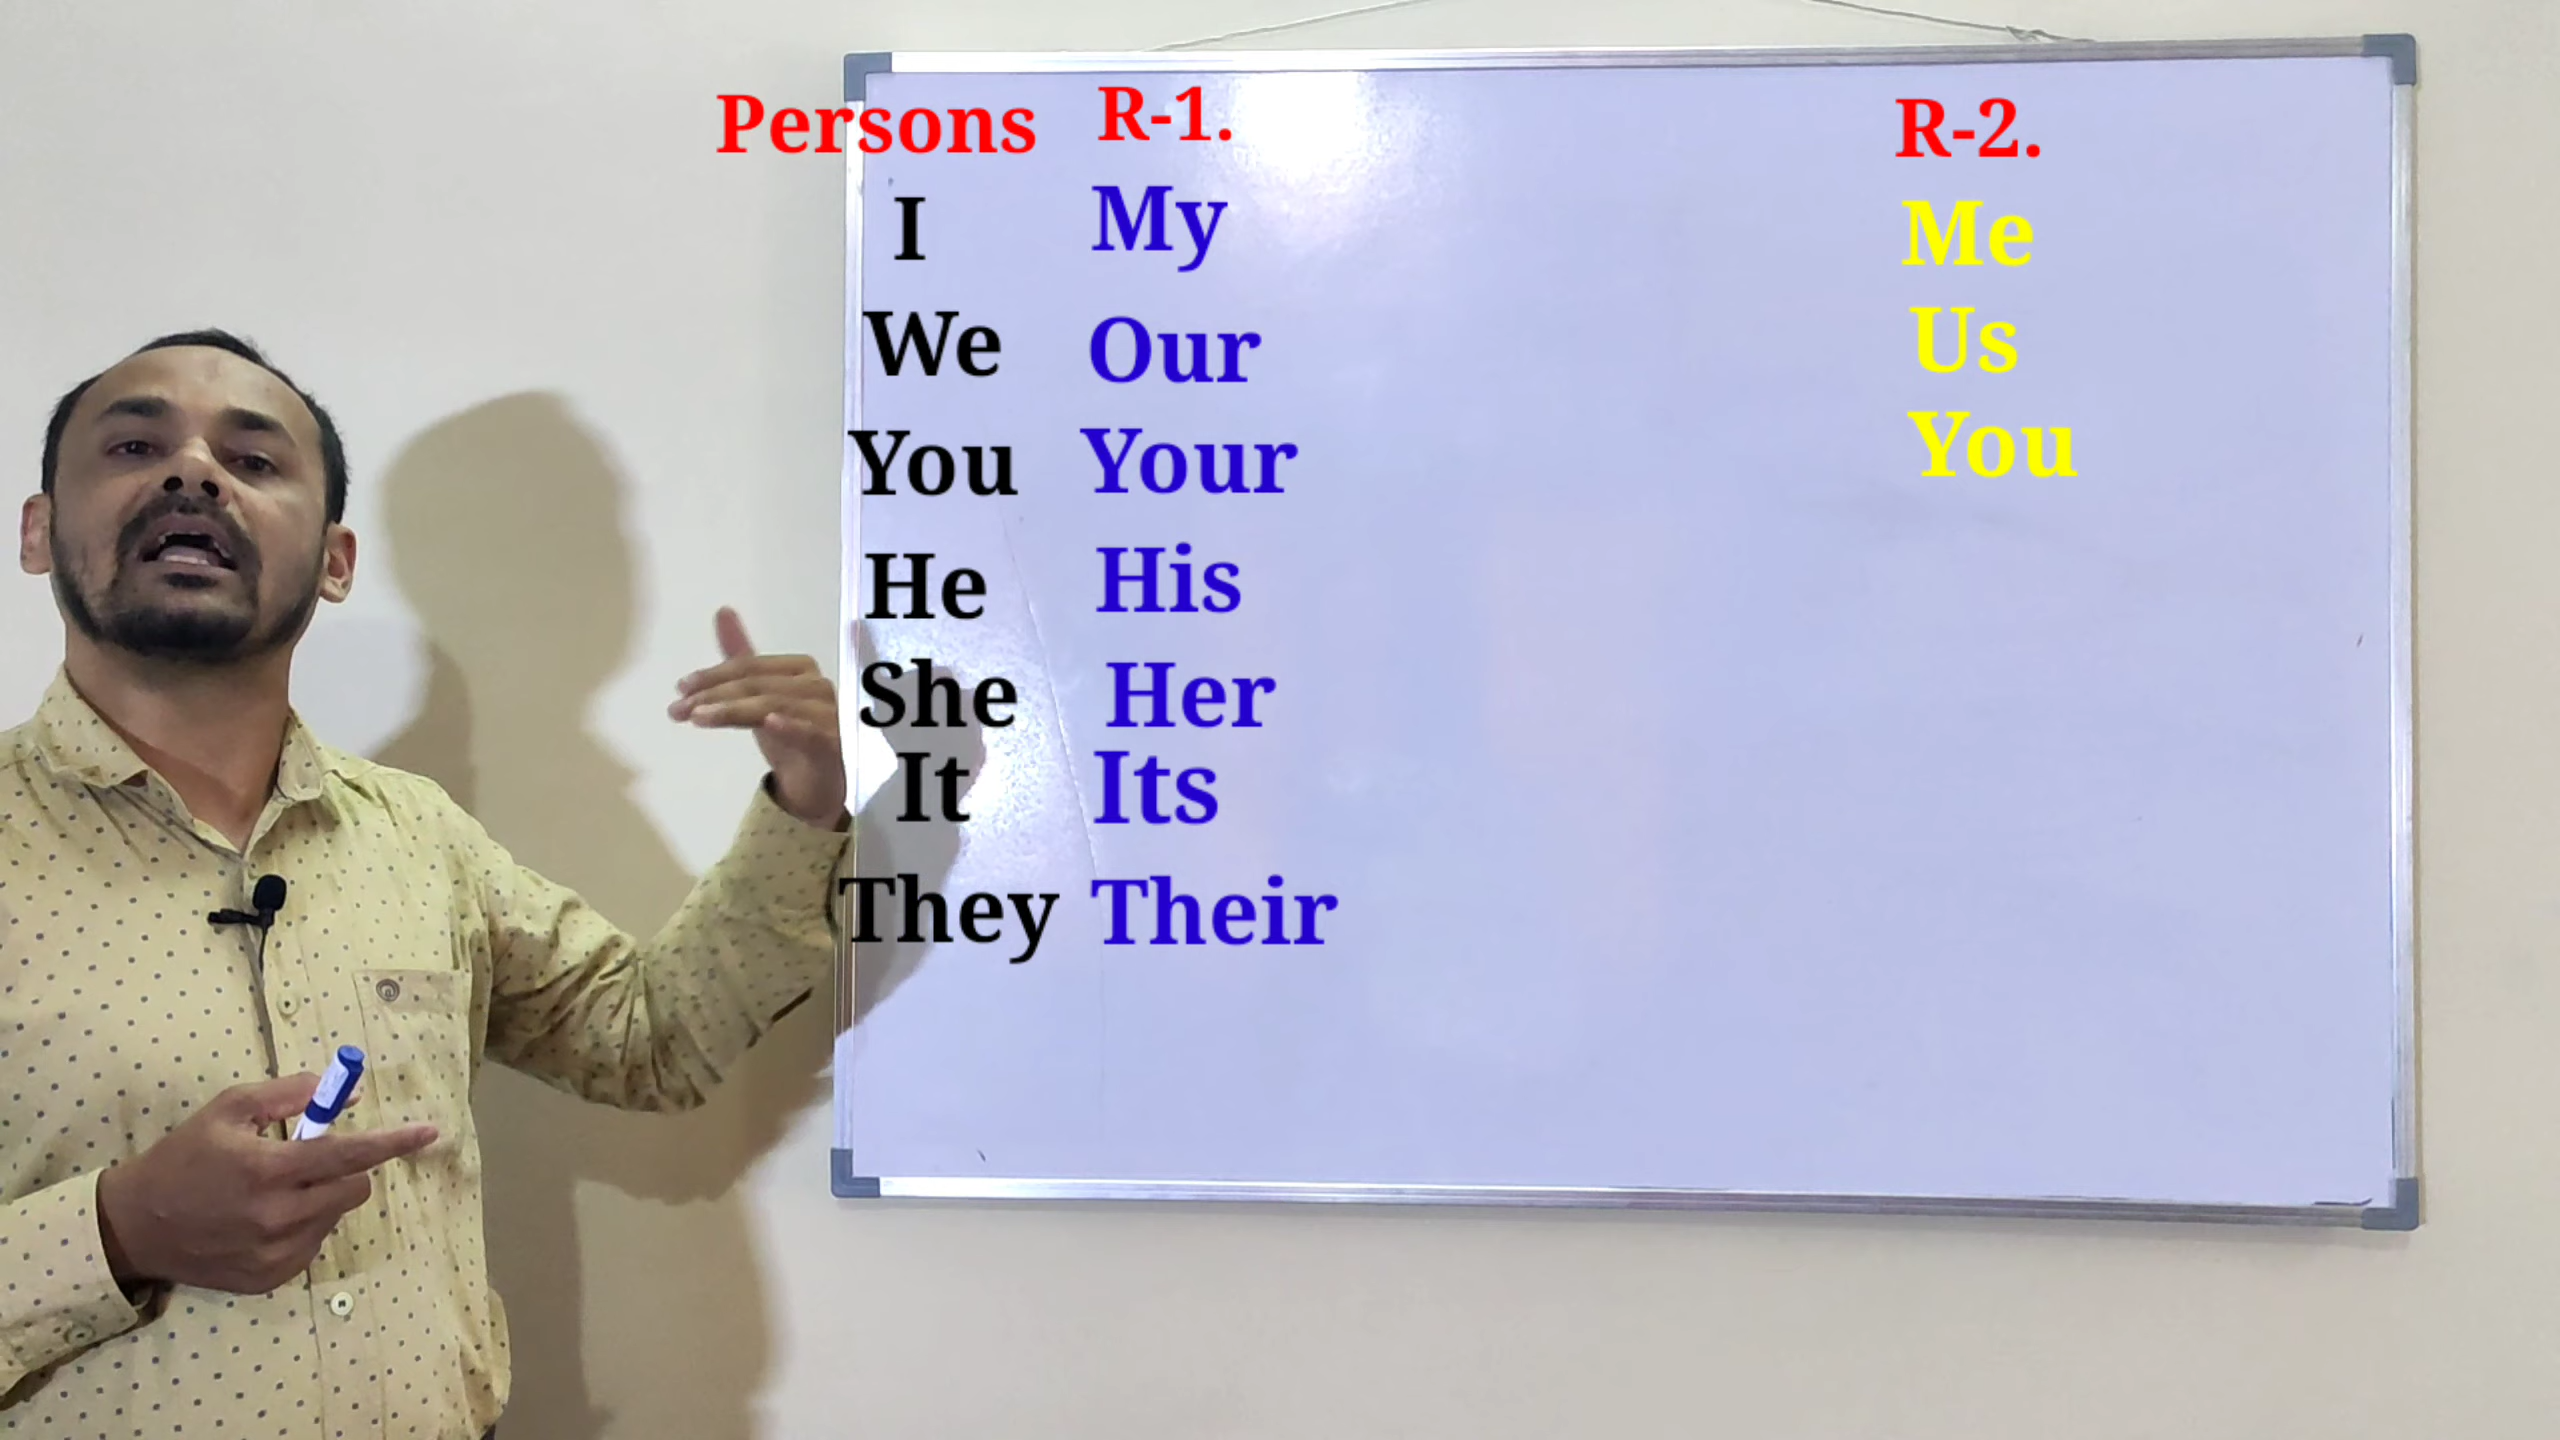 Persons R-1. R-2.
I My Me
We Our Us
You Your You
He His
She Her
It Its
They Their